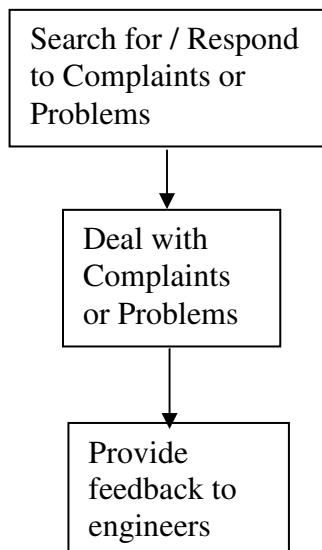 Search for / Respond
to Complaints or
Problems
Deal with
Complaints
or Problems
Provide
feedback to
engineers